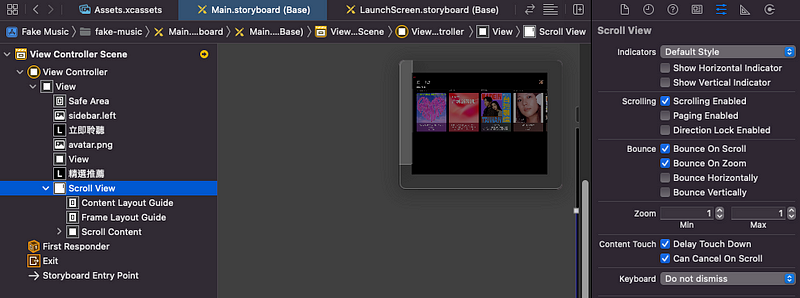 Assets.xcassets
Main.storyboard (Base)
LaunchScreen.storyboard (Base)
Fake Music
fake-music
Main....board
Main....Base)
View...Scene
View...troller
View
Scroll View
View Controller Scene
View Controller
View
Safe Area
sidebar.left
L 立即聆聽
avatar.png
View
L 精選推薦
Scroll View
Content Layout Guide
Frame Layout Guide
Scroll Content
First Responder
Exit
Storyboard Entry Point
Scroll View
Indicators Default Style
Show Horizontal Indicator
Show Vertical Indicator
Scrolling Scrolling Enabled
Paging Enabled
Direction Lock Enabled
Bounce Bounce On Scroll
Bounce On Zoom
Bounce Horizontally
Bounce Vertically
Zoom 1 1
Min Max
Content Touch Delay Touch Down
Can Cancel On Scroll
Keyboard Do not dismiss